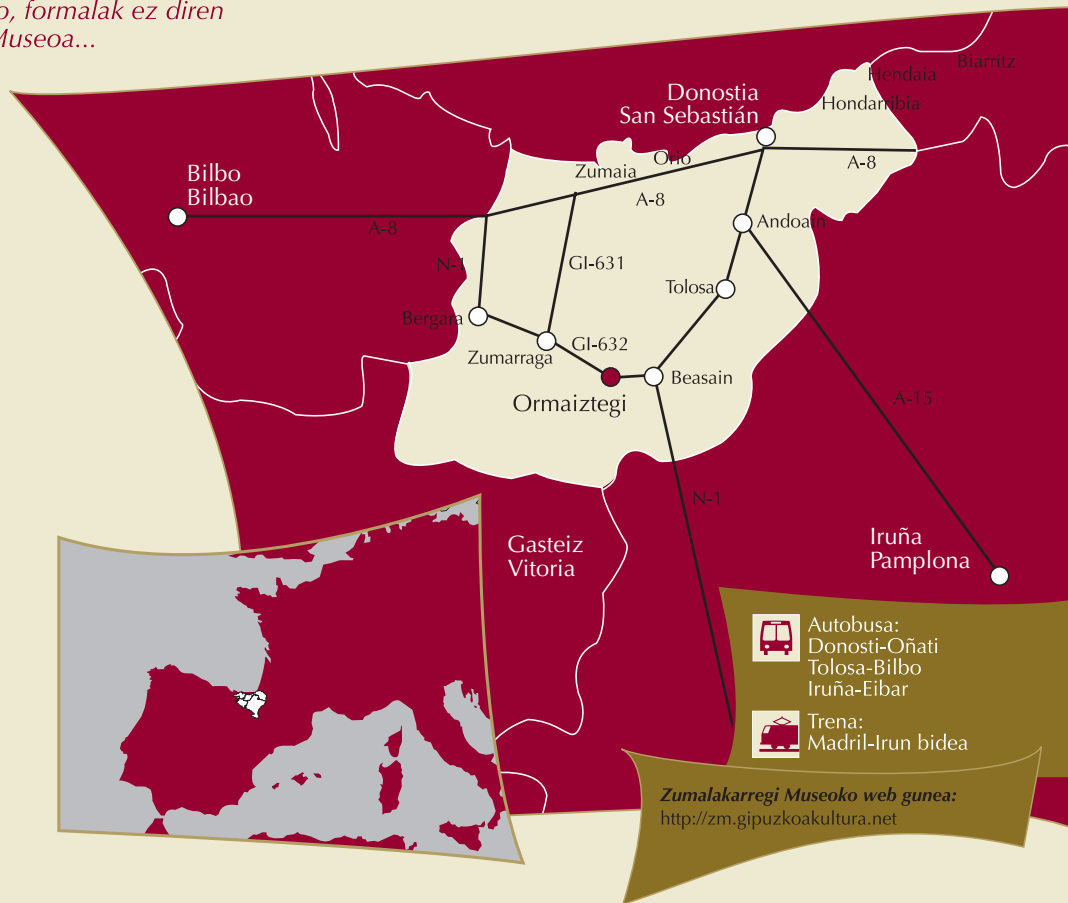 o, formalak ez diren
Museoa...
Biarritz
Hendaia
Hondarribia
Donostia
San Sebastián
Orio
Zumaia
A-8
A-8
Bilbo
Bilbao
A-8
Andoain
N-1
GI-631
Tolosa
Bergara
GI-632
Zumarraga
Beasain
Ormaiztegi
A-15
N-1
Iruña
Pamplona
Gasteiz
Vitoria
Autobusa:
Donosti-Oñati
Tolosa-Bilbo
Iruña-Eibar
Trena:
Madril-Irun bidea
Zumalakarregi Museoko web gunea:
http://zm.gipuzkoakultura.net